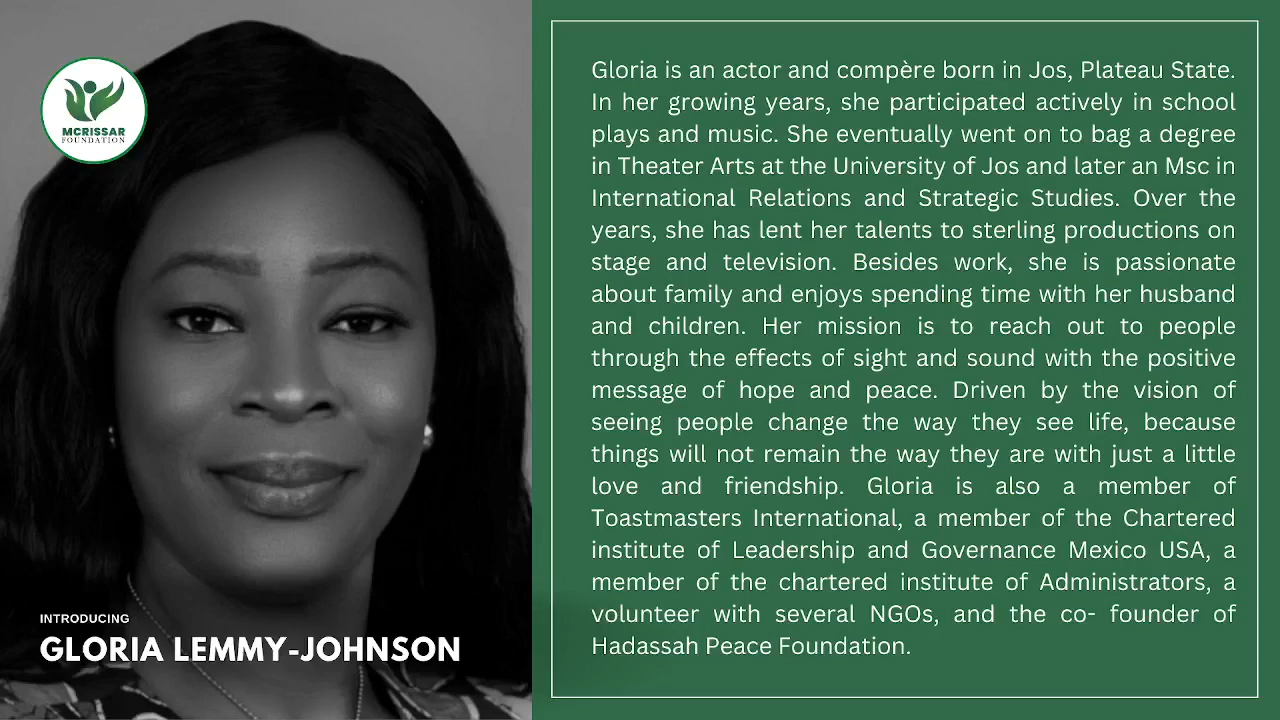 MCRISSAR
FOUNDATION
INTRODUCING
GLORIA LEMMY-JOHNSON
Gloria is an actor and compère born in Jos, Plateau State.
In her growing years, she participated actively in school
plays and music. She eventually went on to bag a degree
in Theater Arts at the University of Jos and later an Msc in
International Relations and Strategic Studies. Over the
years, she has lent her talents to sterling productions on
stage and television. Besides work, she is passionate
about family and enjoys spending time with her husband
and children. Her mission is to reach out to people
through the effects of sight and sound with the positive
message of hope and peace. Driven by the vision of
seeing people change the way they see life, because
things will not remain the way they are with just a little
love and friendship. Gloria is also a member of
Toastmasters International, a member of the Chartered
institute of Leadership and Governance Mexico USA, a
member of the chartered institute of Administrators, a
volunteer with several NGOs, and the co- founder of
Hadassah Peace Foundation.